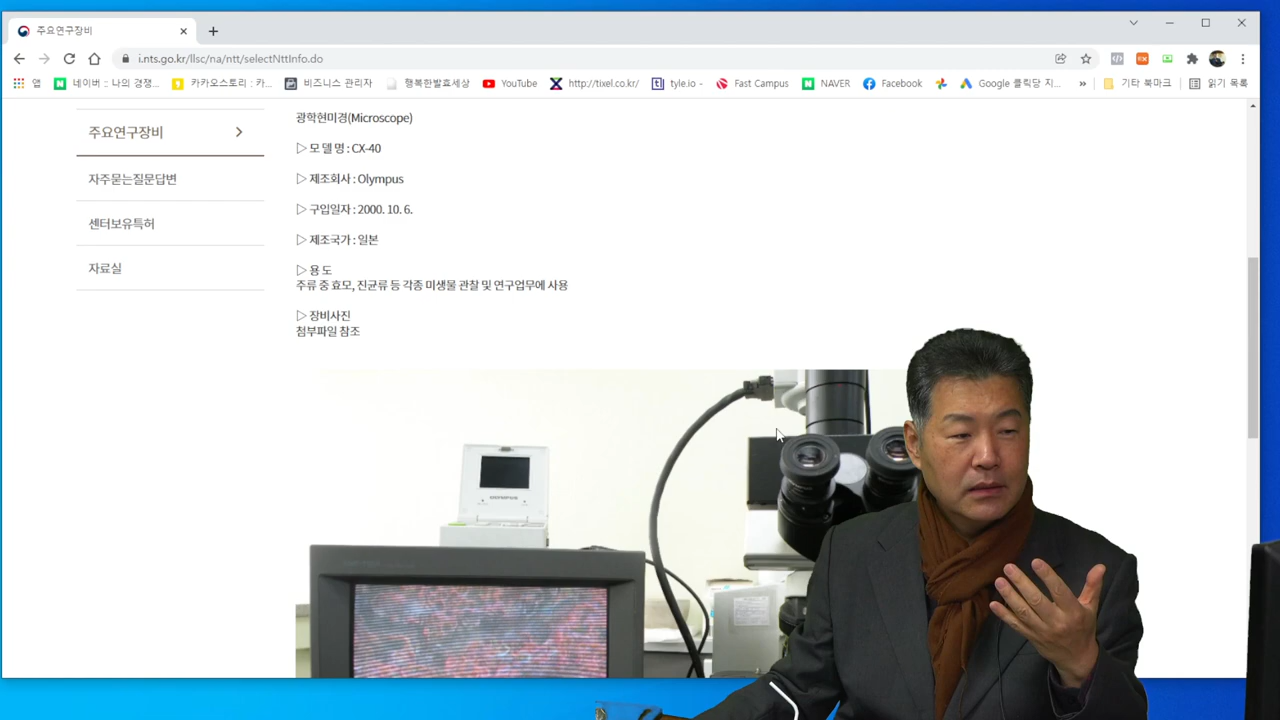 주요연구장비
i.nts.go.kr/llsc/na/ntt/selectNttInfo.do
앱
네이버 :: 나의 경쟁...
카카오스토리 : 카...
비즈니스 관리자
행복한발효세상
YouTube
http://tixel.co.kr/
tyle.io -
Fast Campus
NAVER
Facebook
Google 클릭당 지...
»
기타 북마크
읽기 목록
주요연구장비
자주묻는질문답변
센터보유특허
자료실
광학현미경(Microscope)
▷ 모 델 명 : CX-40
▷ 제조회사 : Olympus
▷ 구입일자 : 2000. 10. 6.
▷ 제조국가 : 일본
▷ 용 도
주류 중 효모, 진균류 등 각종 미생물 관찰 및 연구업무에 사용
▷ 장비사진
첨부파일 참조
OLYMPUS